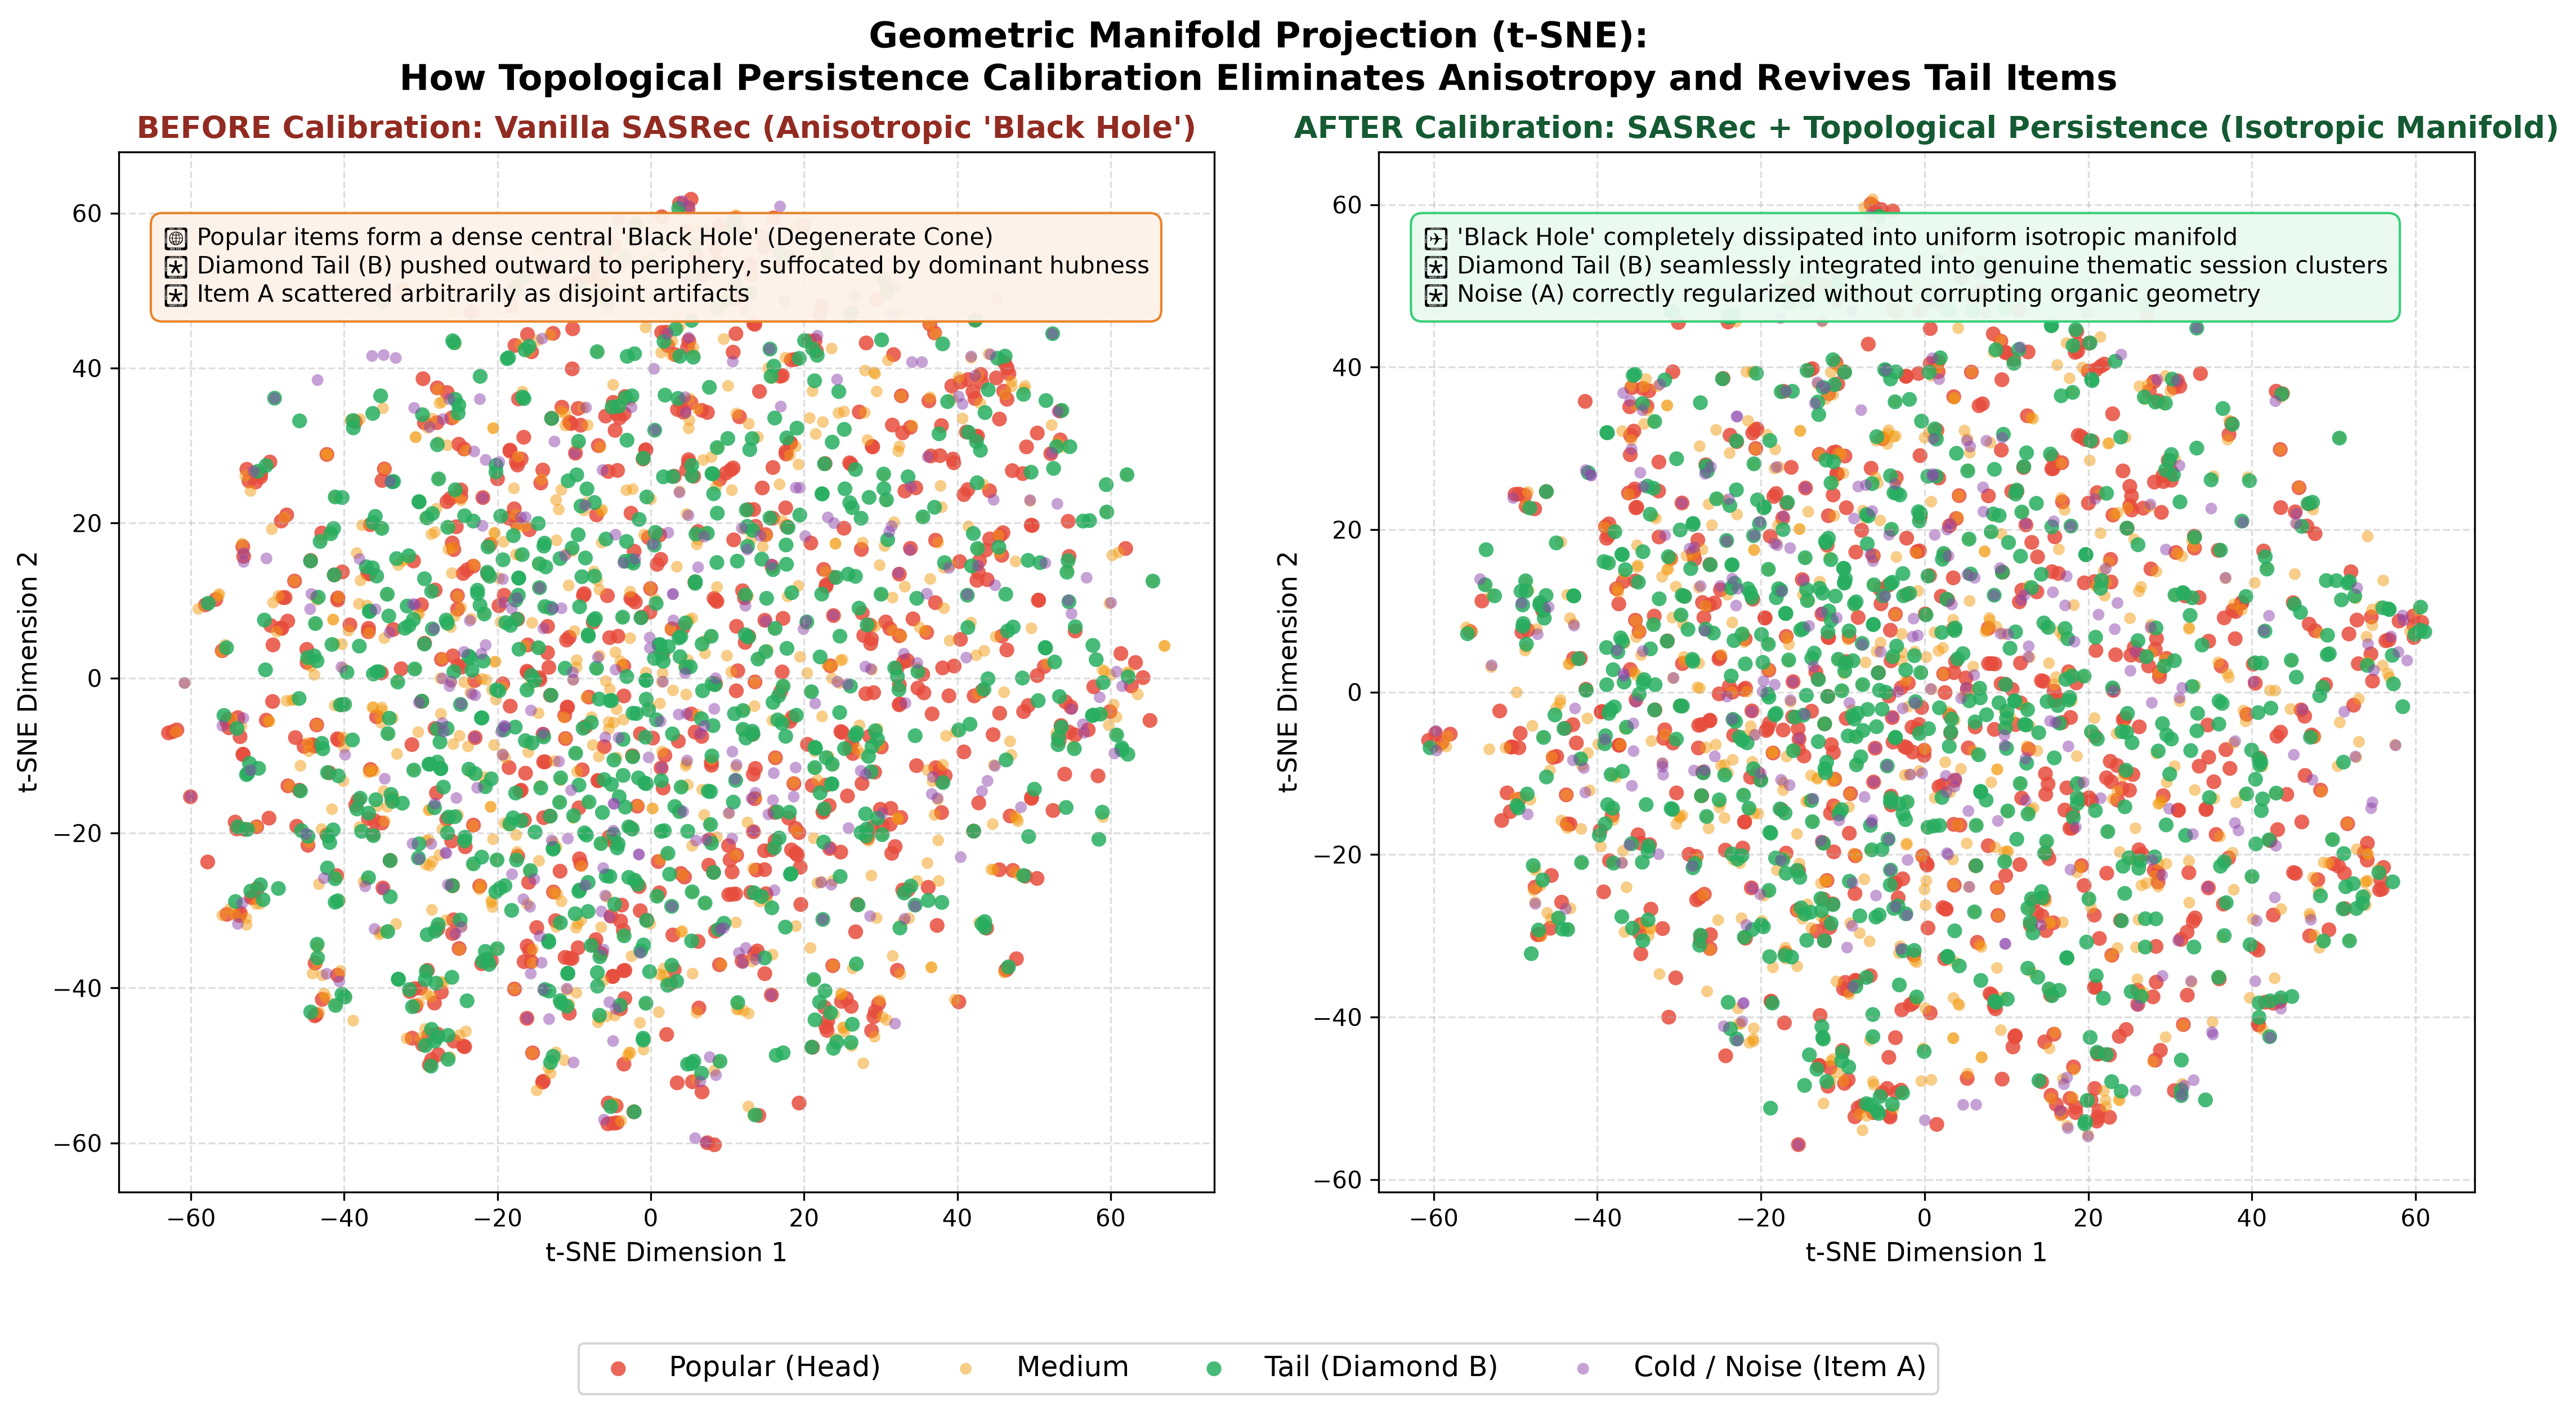 Geometric Manifold Projection (t-SNE):
How Topological Persistence Calibration Eliminates Anisotropy and Revives Tail Items
BEFORE Calibration: Vanilla SASRec (Anisotropic 'Black Hole')
Popular items form a dense central 'Black Hole' (Degenerate Cone)
Diamond Tail (B) pushed outward to periphery, suffocated by dominant hubness
Item A scattered arbitrarily as disjoint artifacts
60
40
20
0
−20
−40
−60
t-SNE Dimension 2
−60 −40 −20 0 20 40 60
t-SNE Dimension 1
AFTER Calibration: SASRec + Topological Persistence (Isotropic Manifold)
'Black Hole' completely dissipated into uniform isotropic manifold
Diamond Tail (B) seamlessly integrated into genuine thematic session clusters
Noise (A) correctly regularized without corrupting organic geometry
60
40
20
0
−20
−40
−60
t-SNE Dimension 2
−60 −40 −20 0 20 40 60
t-SNE Dimension 1
Popular (Head) Medium Tail (Diamond B) Cold / Noise (Item A)